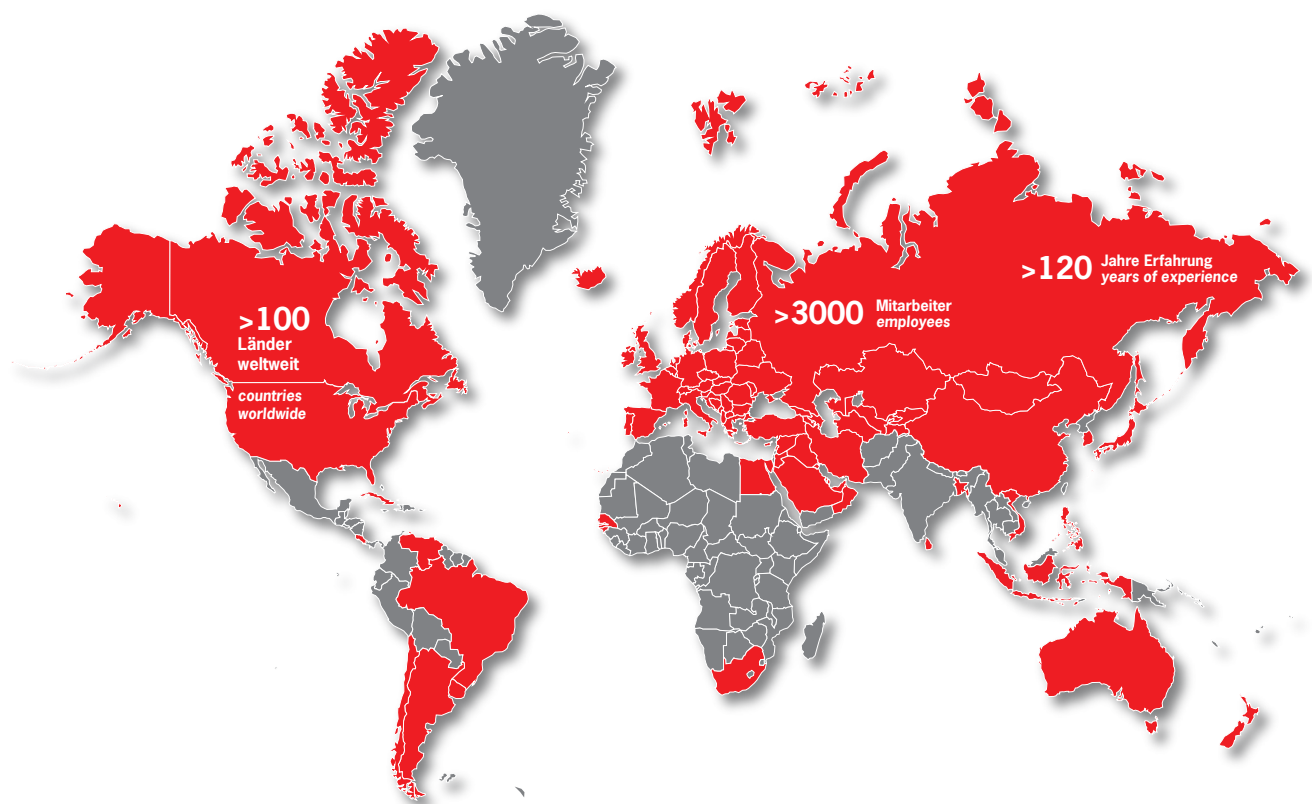 >100
Länder
weltweit
countries
worldwide
>3000 Mitarbeiter
employees
>120 Jahre Erfahrung
years of experience